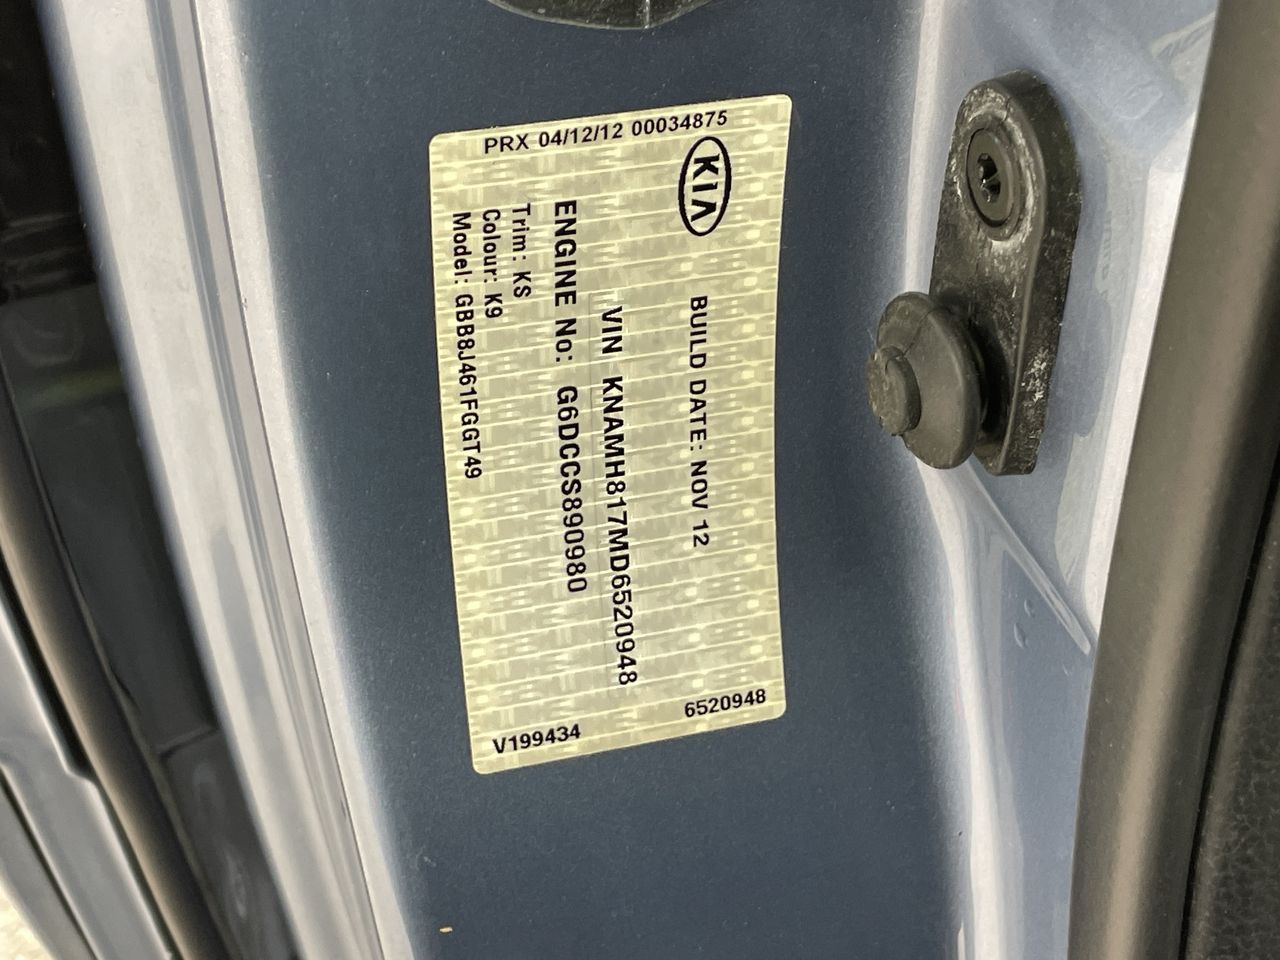 PRX 04/12/12 00034875
KIA
BUILD DATE: NOV 12
VIN KNAMH817MD6520948
ENGINE No: G6DCCS890980
Trim: KS
Colour: K9
Model: GBB8J461FGGT49
6520948
V199434